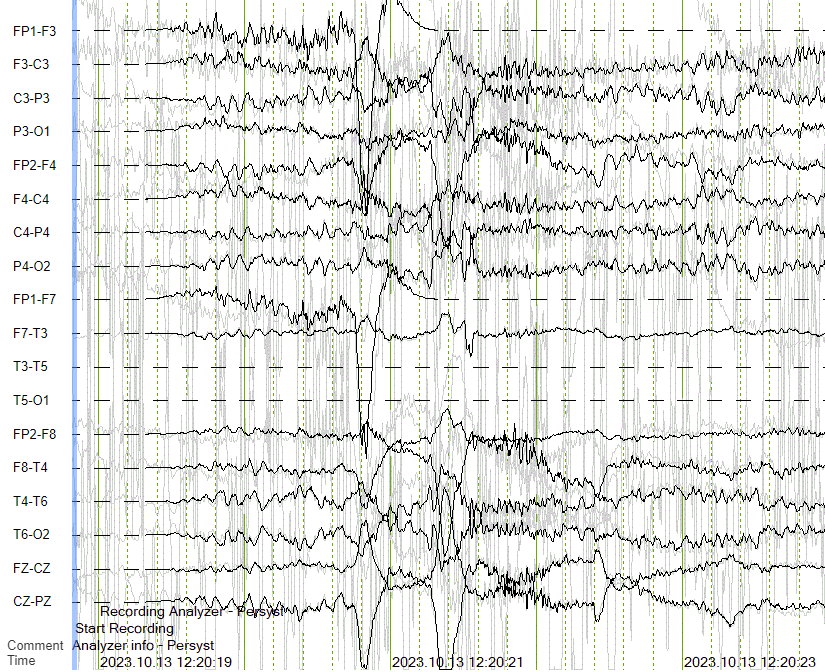 FP1-F3
F3-C3
C3-P3
P3-O1
FP2-F4
F4-C4
C4-P4
P4-O2
FP1-F7
F7-T3
T3-T5
T5-O1
FP2-F8
F8-T4
T4-T6
T6-O2
FZ-CZ
CZ-PZ
Recording Analyzer - Persyst
Start Recording
Comment Analyzer info - Persyst
Time 2023.10.13 12:20:19 2023.10.13 12:20:21 2023.10.13 12:20:23